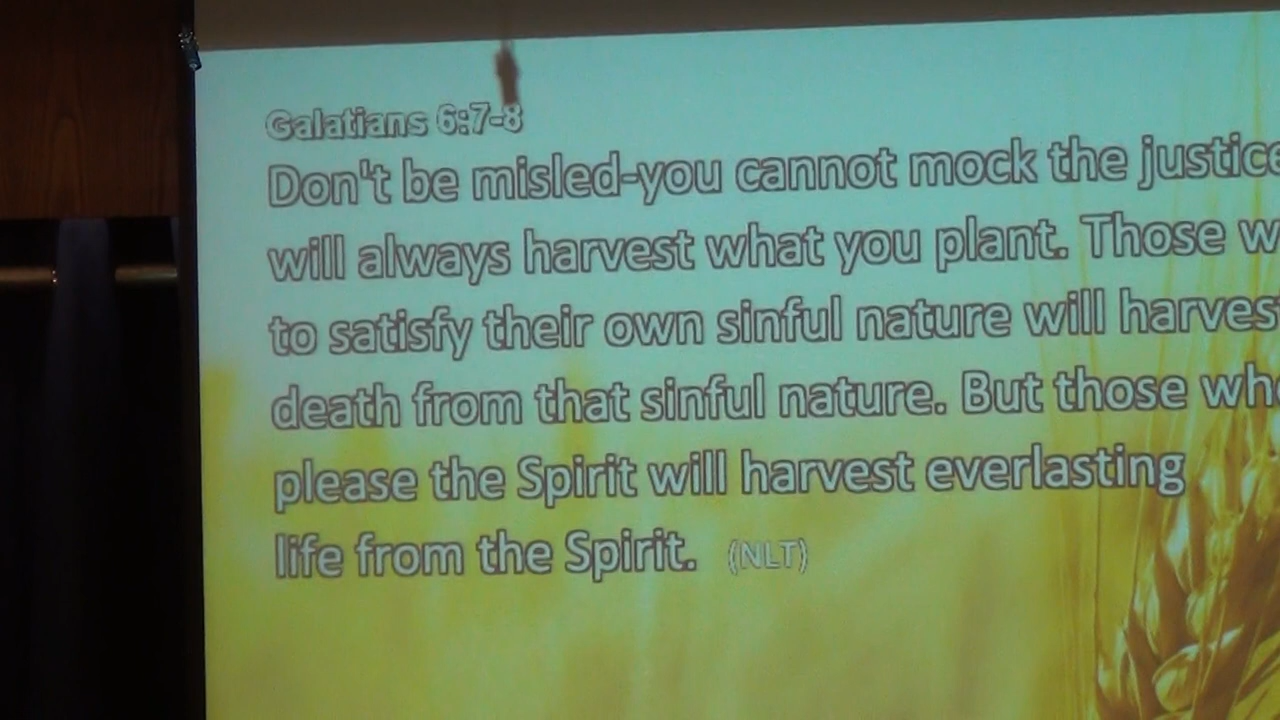 Galatians 6:7-8
Don't be misled-you cannot mock the justice
will always harvest what you plant. Those
to satisfy their own sinful nature will
death from that sinful nature. But those
please the Spirit will harvest everlasting
life from the Spirit. (NLT)